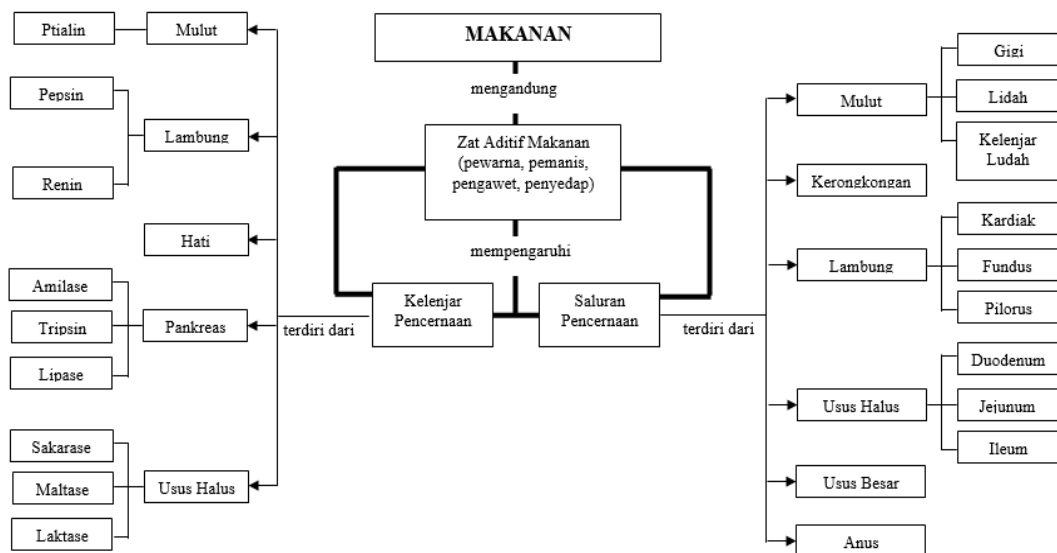 MAKANAN
mengandung
Zat Aditif Makanan
(pewarna, pemanis,
pengawet, penyedap)
mempengaruhi
Kelenjar
Pencernaan
Saluran
Pencernaan
terdiri dari
Mulut
Ptialin
Lambung
Pepsin
Renin
Hati
Pankreas
Amilase
Tripsin
Lipase
Usus Halus
Sakarase
Maltase
Laktase
terdiri dari
Mulut
Gigi
Lidah
Kelenjar
Ludah
Kerongkongan
Lambung
Kardiak
Fundus
Pilorus
Usus Halus
Duodenum
Jejunum
Ileum
Usus Besar
Anus